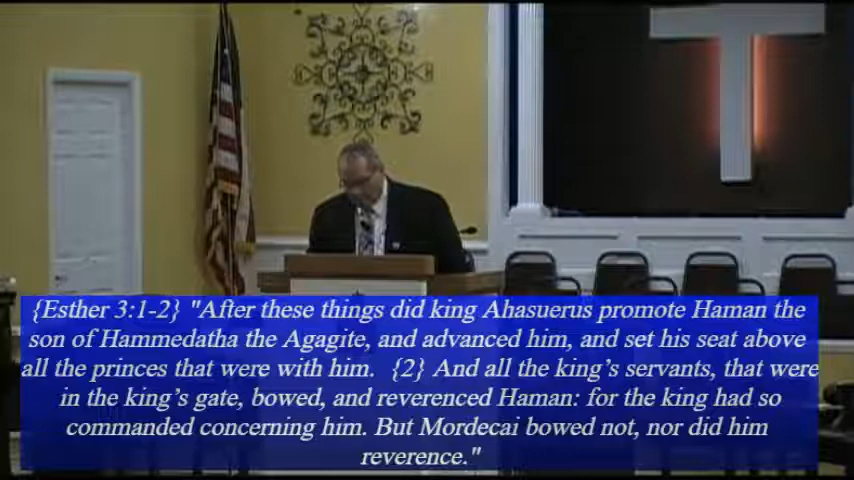 {Esther 3:1-2} "After these things did king Ahasuerus promote Haman the
son of Hammedatha the Agagite, and advanced him, and set his seat above
all the princes that were with him. {2} And all the king's servants, that were
in the king's gate, bowed, and reverenced Haman: for the king had so
commanded concerning him. But Mordecai bowed not, nor did him
reverence."